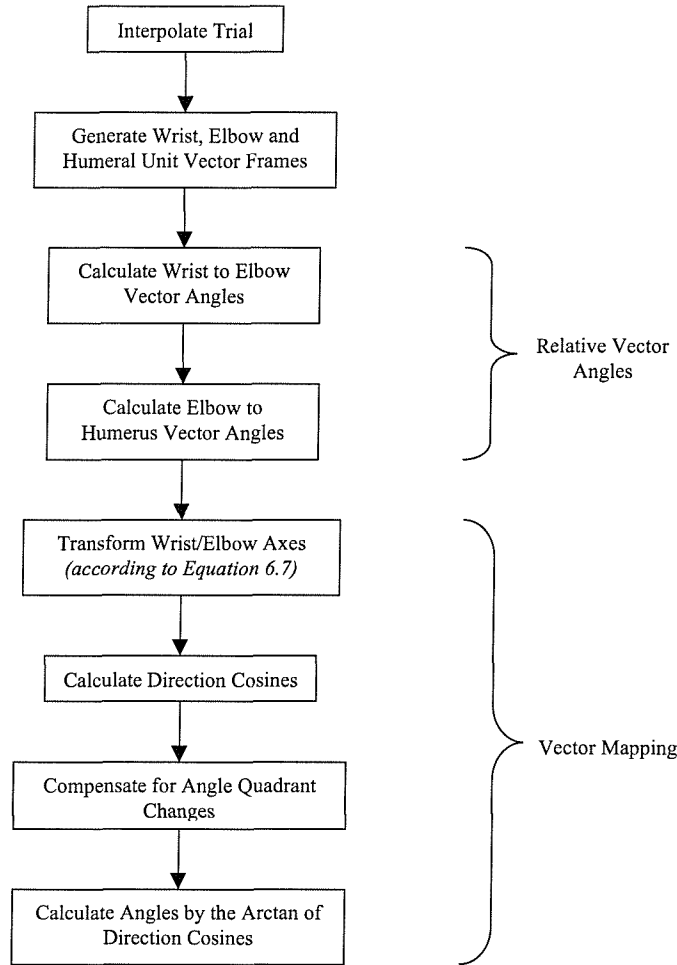 Interpolate Trial
Generate Wrist, Elbow and
Humeral Unit Vector Frames
Calculate Wrist to Elbow
Vector Angles
Relative Vector
Angles
Calculate Elbow to
Humerus Vector Angles
Transform Wrist/Elbow Axes
(according to Equation 6.7)
Calculate Direction Cosines
Vector Mapping
Compensate for Angle Quadrant
Changes
Calculate Angles by the Arctan of
Direction Cosines